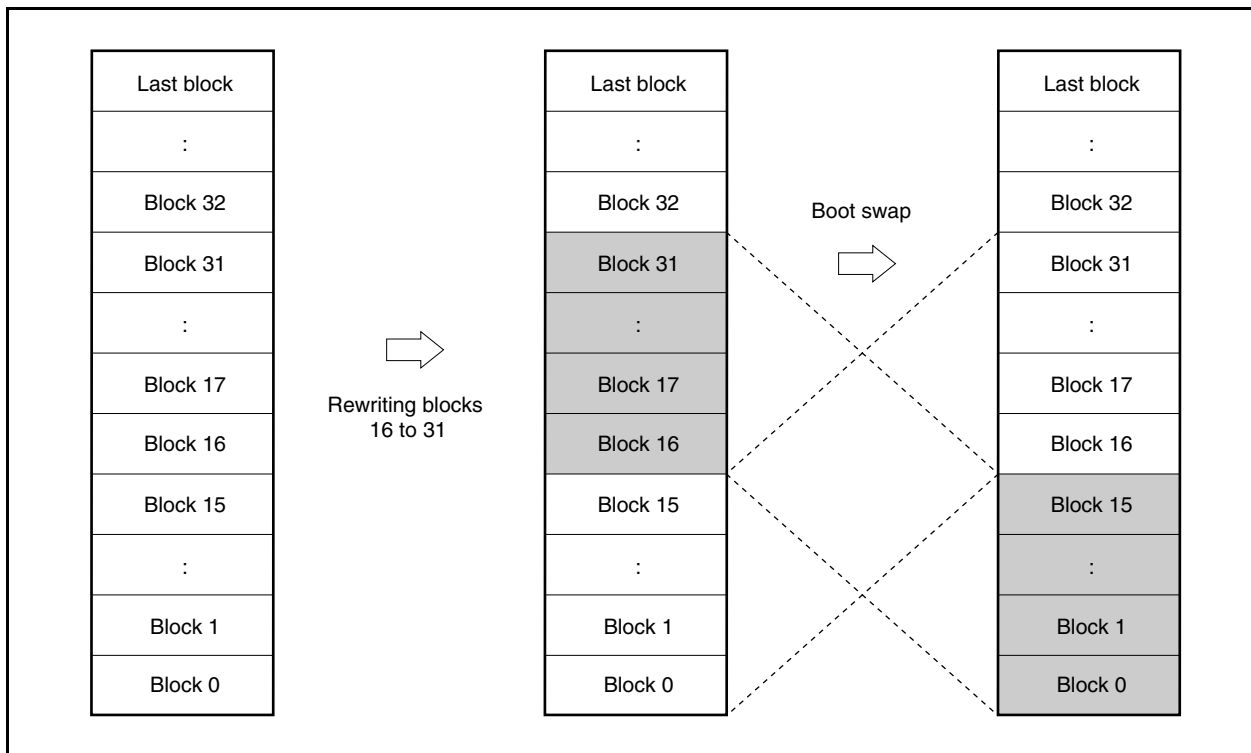 Last block
:
Block 32
Block 31
:
Block 17
Block 16
Block 15
:
Block 1
Block 0
Rewriting blocks
16 to 31
Last block
:
Block 32
Block 31
:
Block 17
Block 16
Block 15
:
Block 1
Block 0
Boot swap
Last block
:
Block 32
Block 31
:
Block 17
Block 16
Block 15
:
Block 1
Block 0